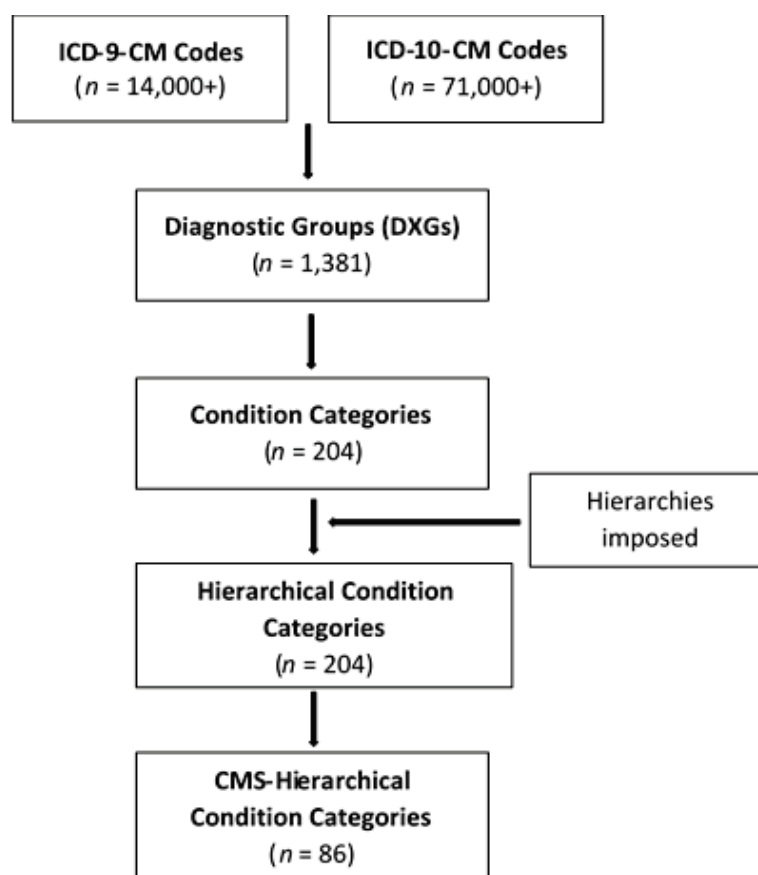 ICD-9-CM Codes
(n = 14,000+)
ICD-10-CM Codes
(n = 71,000+)
Diagnostic Groups (DXGs)
(n = 1,381)
Condition Categories
(n = 204)
Hierarchies
imposed
Hierarchical Condition
Categories
(n = 204)
CMS-Hierarchical
Condition Categories
(n = 86)